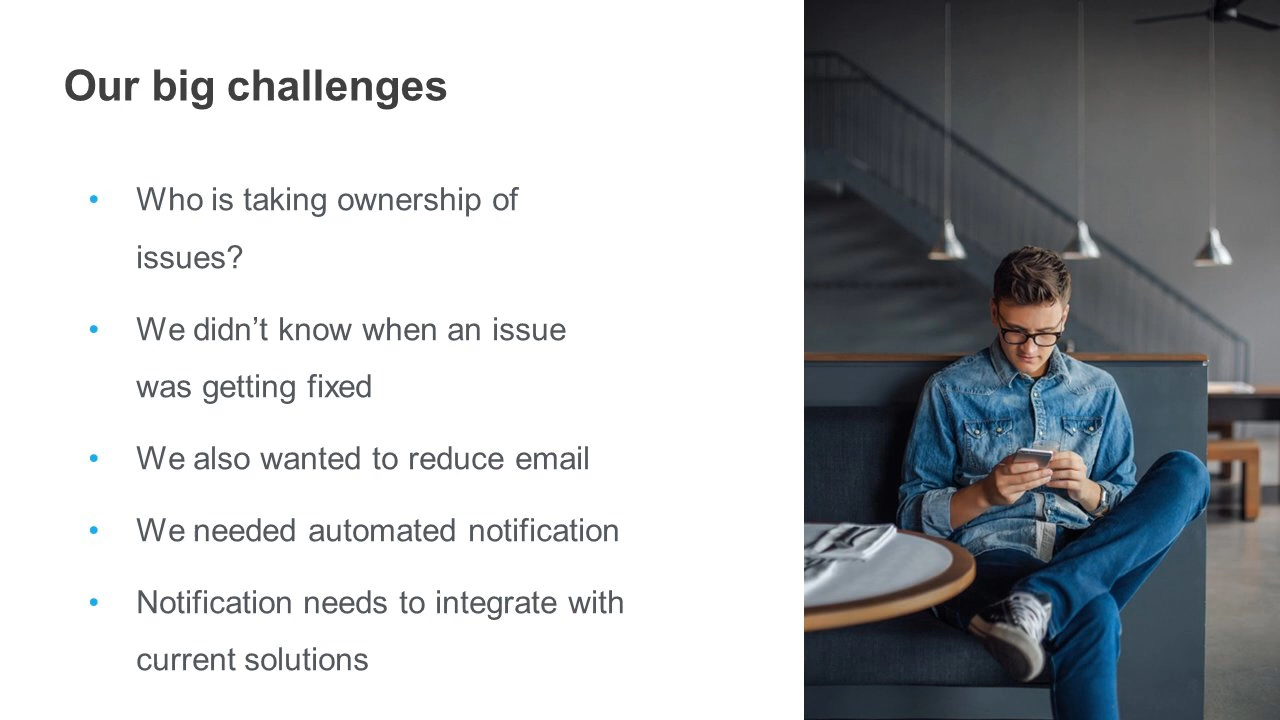 Our big challenges
• Who is taking ownership of
issues?
• We didn’t know when an issue
was getting fixed
• We also wanted to reduce email
• We needed automated notification
• Notification needs to integrate with
current solutions